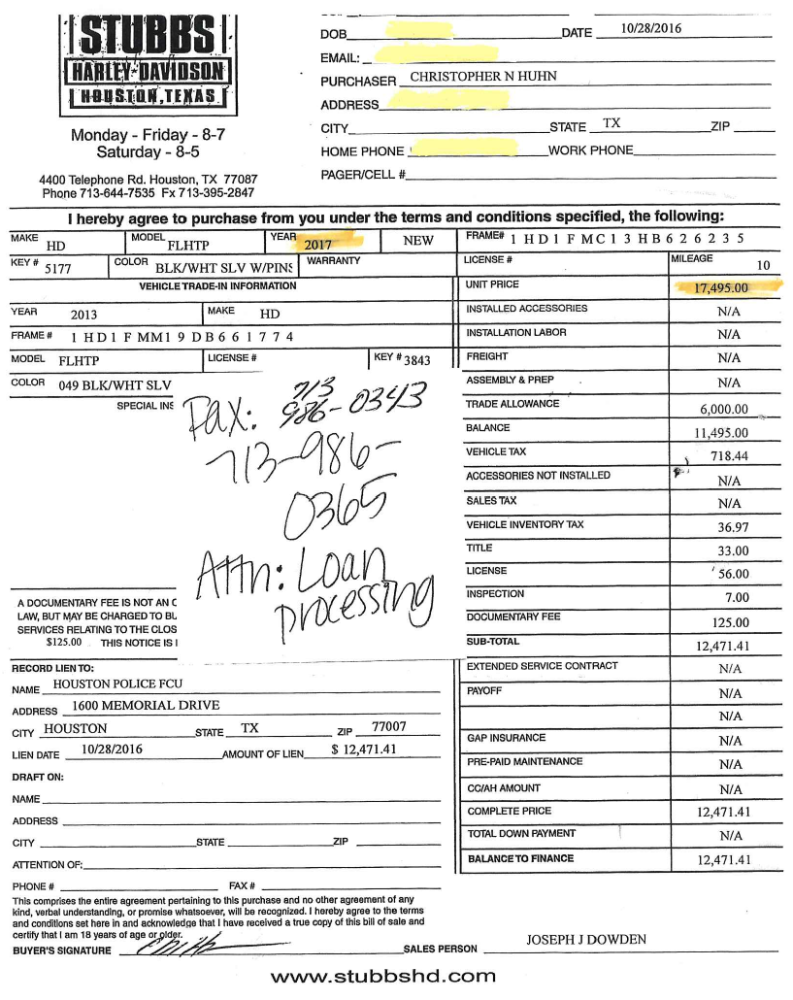 STUBBS
HARLEY-DAVIDSON
HOUSTON, TEXAS
Monday - Friday - 8-7
Saturday - 8-5
4400 Telephone Rd. Houston, TX 77087
Phone 713-644-7535 Fx 713-395-2847
DOB DATE 10/28/2016
EMAIL:
PURCHASER CHRISTOPHER N HUHN
ADDRESS
CITY STATE TX ZIP
HOME PHONE WORK PHONE
PAGER/CELL #
I hereby agree to purchase from you under the terms and conditions specified, the following:
MAKE HD MODEL FLHTP YEAR 2017 NEW FRAME# 1 H D 1 F M C 1 3 H B 6 2 6 2 3 5
KEY # 5177 COLOR BLK/WHT SLV W/PINS WARRANTY LICENSE # MILEAGE 10
VEHICLE TRADE-IN INFORMATION
YEAR 2013 MAKE HD
FRAME # 1 H D 1 F M M 1 9 D B 6 6 1 7 7 4
MODEL FLHTP LICENSE # KEY # 3843
COLOR 049 BLK/WHT SLV
SPECIAL INS
Fax: 713
986-0343
713-986-
0365
Attn: Loan
processing
A DOCUMENTARY FEE IS NOT AN O
LAW, BUT MAY BE CHARGED TO BU
SERVICES RELATING TO THE CLOS
$125.00 THIS NOTICE IS I
UNIT PRICE 17,495.00
INSTALLED ACCESSORIES N/A
INSTALLATION LABOR N/A
FREIGHT N/A
ASSEMBLY & PREP N/A
TRADE ALLOWANCE 6,000.00
BALANCE 11,495.00
VEHICLE TAX 718.44
ACCESSORIES NOT INSTALLED N/A
SALES TAX N/A
VEHICLE INVENTORY TAX 36.97
TITLE 33.00
LICENSE 56.00
INSPECTION 7.00
DOCUMENTARY FEE 125.00
SUB-TOTAL 12,471.41
EXTENDED SERVICE CONTRACT N/A
PAYOFF N/A
N/A
GAP INSURANCE N/A
PRE-PAID MAINTENANCE N/A
CC/AH AMOUNT N/A
COMPLETE PRICE 12,471.41
TOTAL DOWN PAYMENT N/A
BALANCE TO FINANCE 12,471.41
RECORD LIEN TO:
NAME HOUSTON POLICE FCU
ADDRESS 1600 MEMORIAL DRIVE
CITY HOUSTON STATE TX ZIP 77007
LIEN DATE 10/28/2016 AMOUNT OF LIEN $ 12,471.41
DRAFT ON:
NAME
ADDRESS
CITY STATE ZIP
ATTENTION OF:
PHONE # FAX #
This comprises the entire agreement pertaining to this purchase and no other agreement of any
kind, verbal understanding, or promise whatsoever, will be recognized. I hereby agree to the terms
and conditions set here in and acknowledge that I have received a true copy of this bill of sale and
certify that I am 18 years of age or older.
BUYER'S SIGNATURE SALES PERSON JOSEPH J DOWDEN
www.stubbshd.com